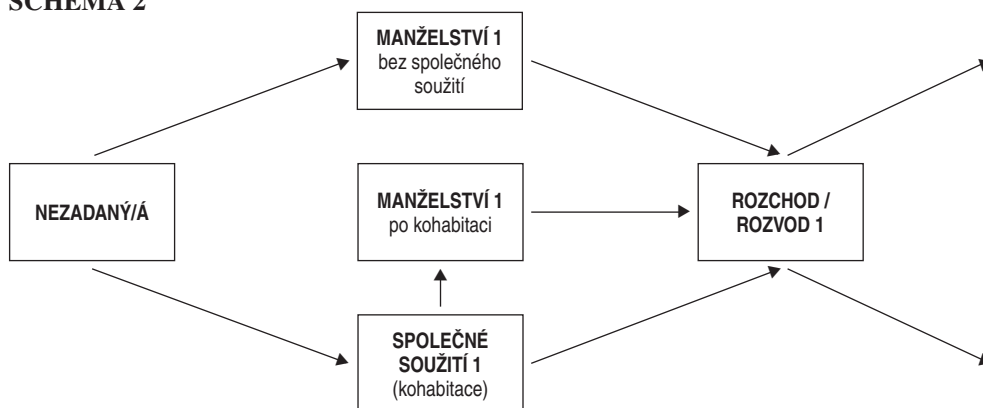 SCHÉMA 2
MANŽELSTVÍ 1
bez společného
soužití
NEZADANÝ/Á
MANŽELSTVÍ 1
po kohabitaci
ROZCHOD /
ROZVOD 1
SPOLEČNÉ
SOUŽITÍ 1
(kohabitace)